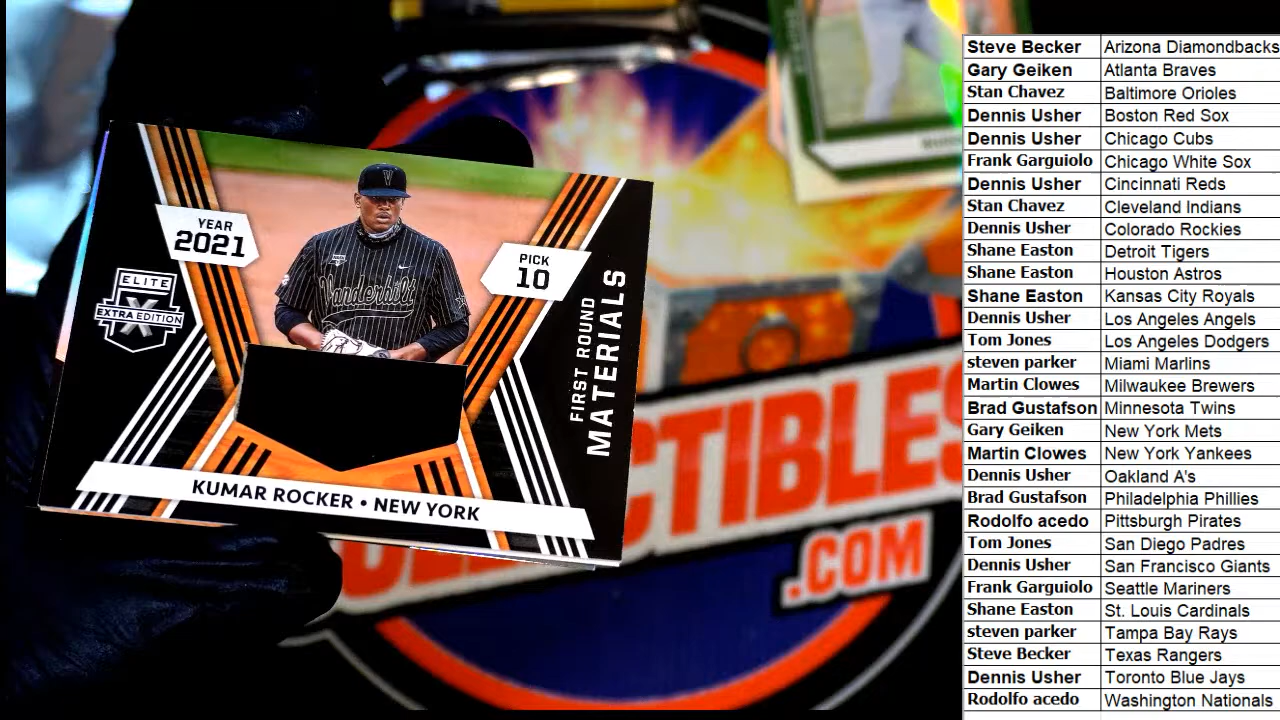 YEAR
2021
PICK
10
ELITE
X
EXTRA EDITION
Vanderbilt
FIRST ROUND
MATERIALS
KUMAR ROCKER • NEW YORK
CTIBLES
.COM
Steve Becker Arizona Diamondbacks
Gary Geiken Atlanta Braves
Stan Chavez Baltimore Orioles
Dennis Usher Boston Red Sox
Dennis Usher Chicago Cubs
Frank Garguiolo Chicago White Sox
Dennis Usher Cincinnati Reds
Stan Chavez Cleveland Indians
Dennis Usher Colorado Rockies
Shane Easton Detroit Tigers
Shane Easton Houston Astros
Shane Easton Kansas City Royals
Dennis Usher Los Angeles Angels
Tom Jones Los Angeles Dodgers
steven parker Miami Marlins
Martin Clowes Milwaukee Brewers
Brad Gustafson Minnesota Twins
Gary Geiken New York Mets
Martin Clowes New York Yankees
Dennis Usher Oakland A's
Brad Gustafson Philadelphia Phillies
Rodolfo acedo Pittsburgh Pirates
Tom Jones San Diego Padres
Dennis Usher San Francisco Giants
Frank Garguiolo Seattle Mariners
Shane Easton St. Louis Cardinals
steven parker Tampa Bay Rays
Steve Becker Texas Rangers
Dennis Usher Toronto Blue Jays
Rodolfo acedo Washington Nationals